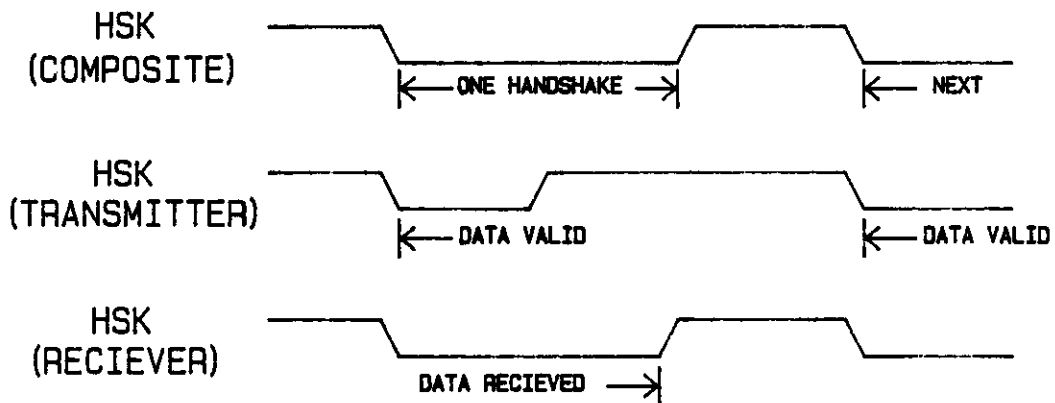 HSK
(COMPOSITE)
ONE HANDSHAKE
NEXT
HSK
(TRANSMITTER)
DATA VALID
DATA VALID
HSK
(RECIEVER)
DATA RECIEVED